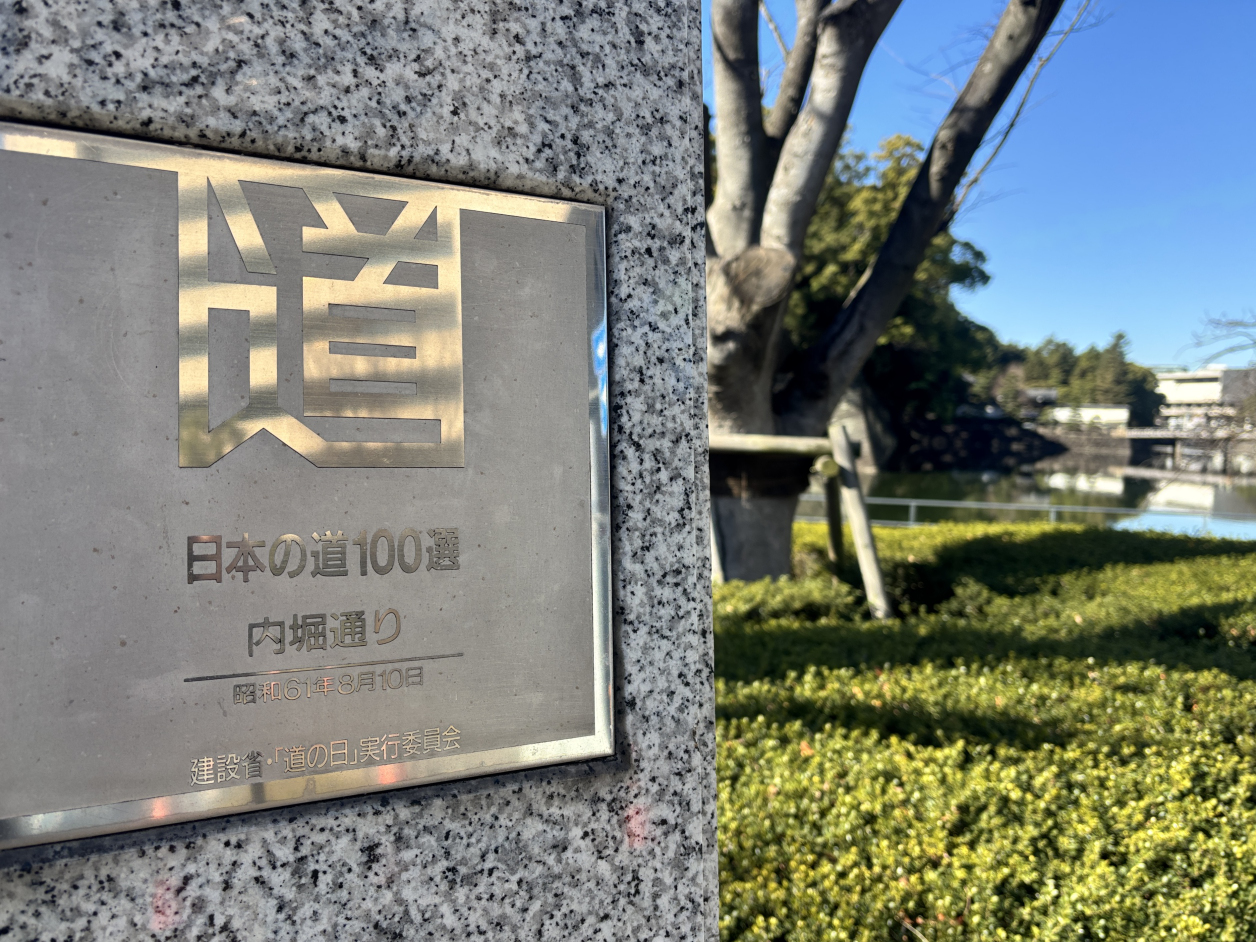 道
日本の道100選
内堀通り
昭和61年8月10日
建設省・「道の日」実行委員会